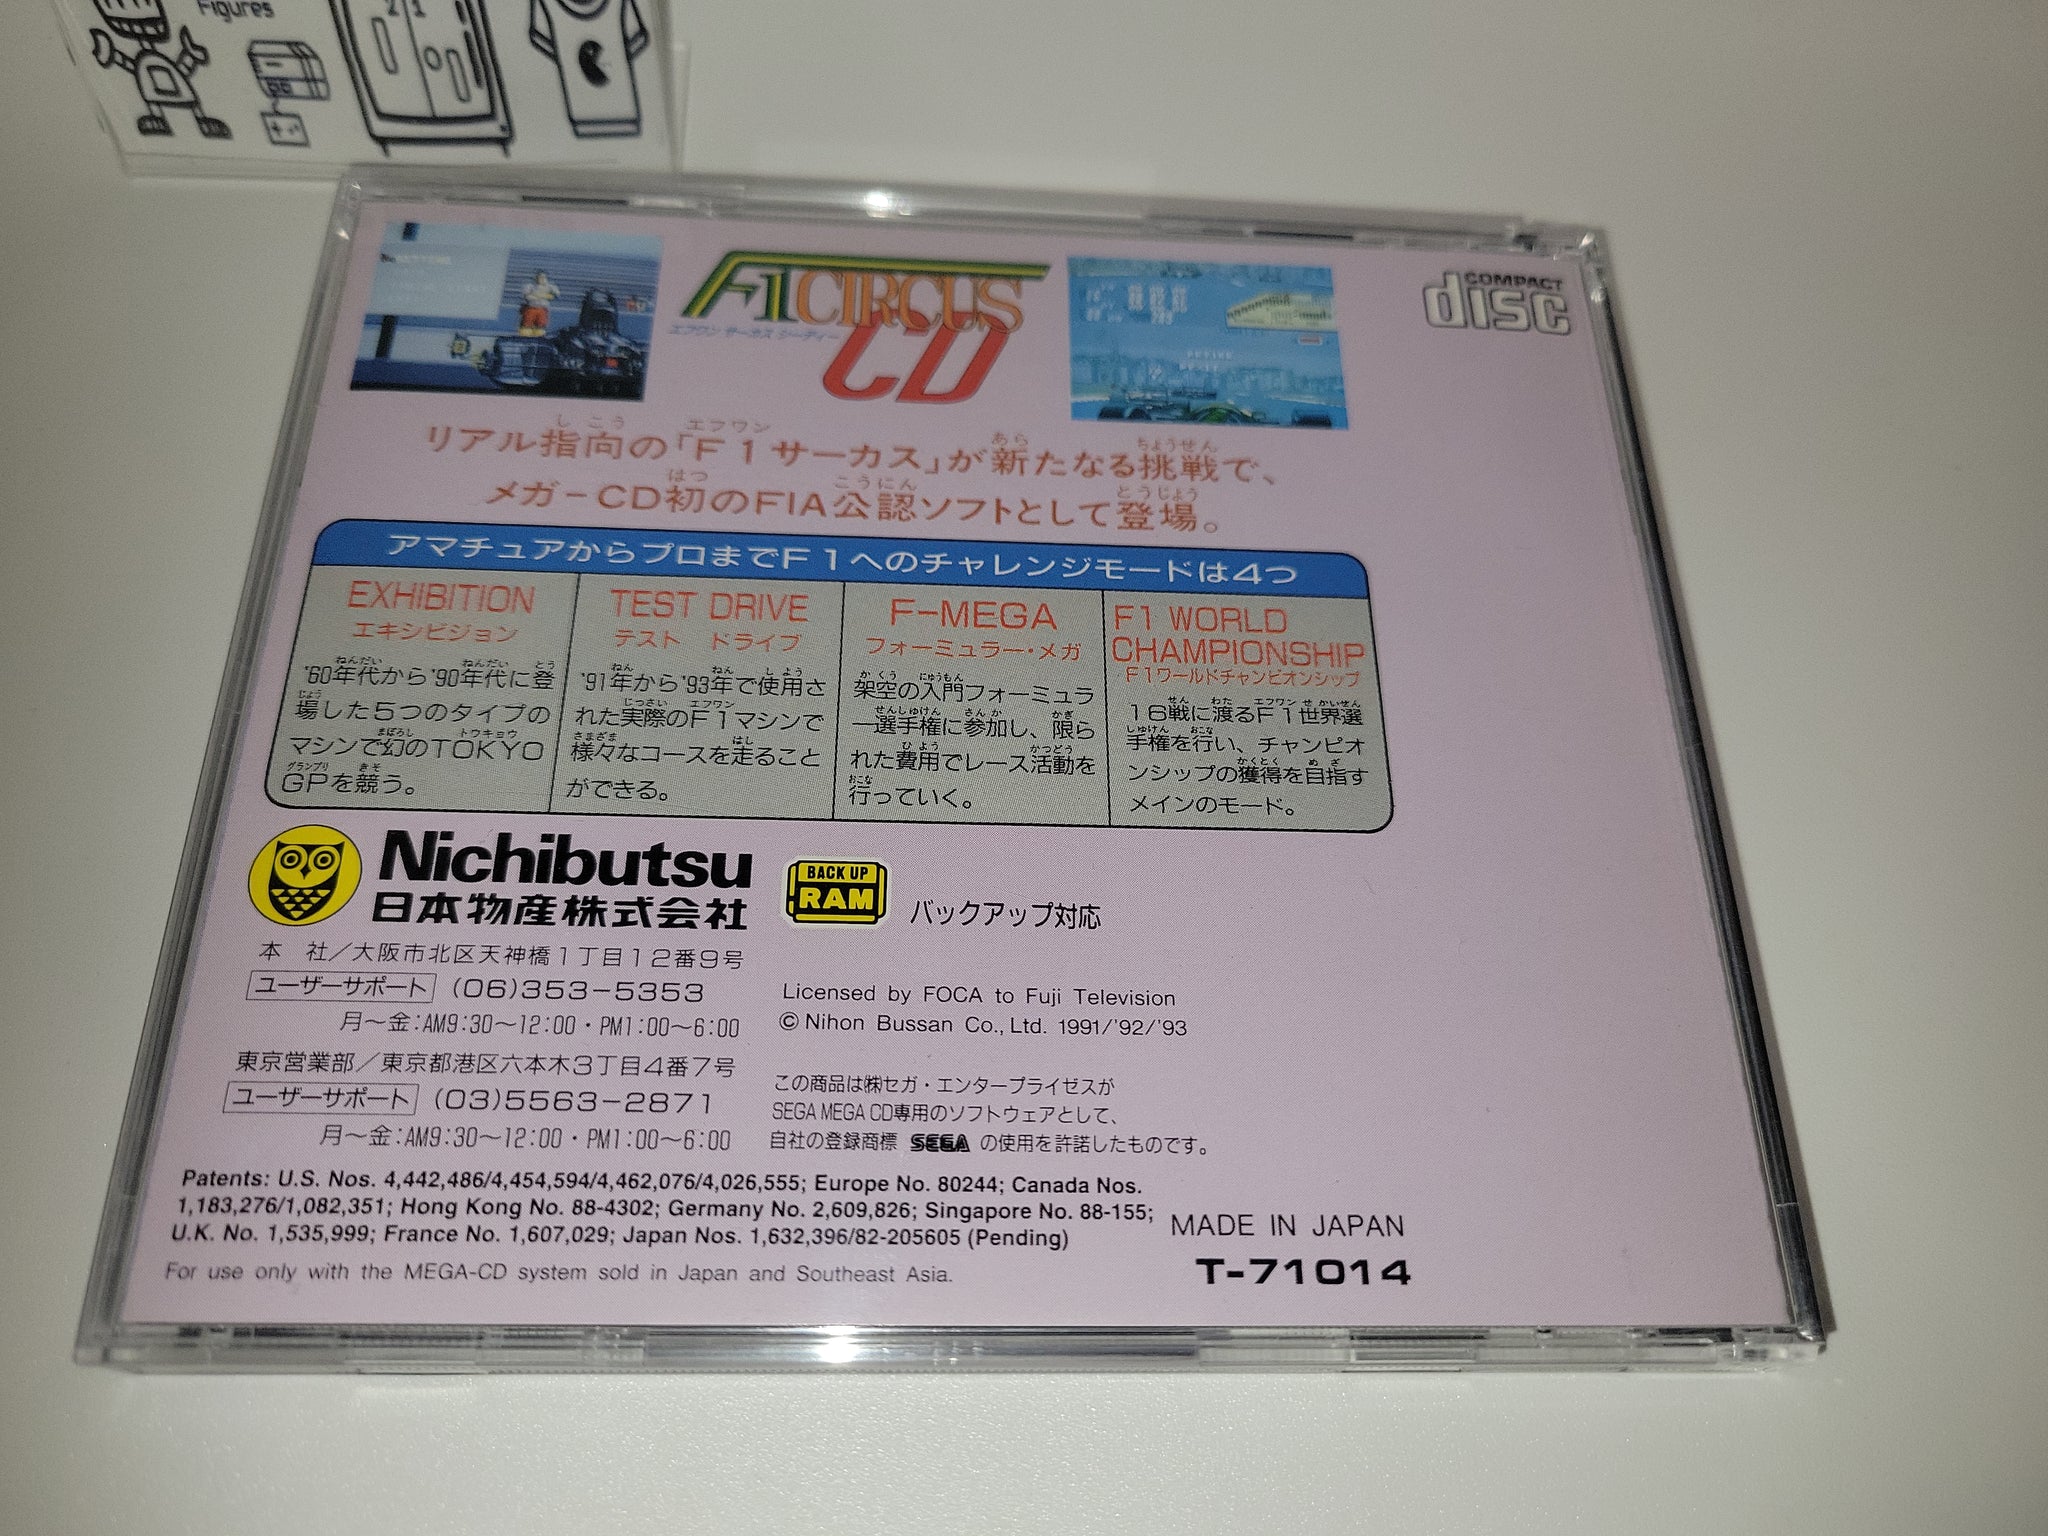 Figures
21
F1 CIRCUS
エフワン サーカス シーディー
CD
COMPACT
disc
リアル指向の「F1サーカス」が新たなる挑戦で、
メガ-CD初のFIA公認ソフトとして登場。
アマチュアからプロまでF1へのチャレンジモードは4つ
EXHIBITION
エキシビジョン
'60年代から'90年代に登
場した5つのタイプの
マシンで幻のTOKYO
GPを競う。
TEST DRIVE
テスト ドライブ
'91年から'93年で使用さ
れた実際のF1マシンで
様々なコースを走ること
ができる。
F-MEGA
フォーミュラー・メガ
架空の入門フォーミュラ
ー選手権に参加し、限ら
れた費用でレース活動を
行っていく。
F1 WORLD
CHAMPIONSHIP
F1ワールドチャンピオンシップ
16戦に渡るF1世界選
手権を行い、チャンピオ
ンシップの獲得を目指す
メインのモード。
Nichibutsu
日本物産株式会社
BACK UP
RAM
バックアップ対応
本 社／大阪市北区天神橋1丁目12番9号
ユーザーサポート (06)353-5353
月～金:AM9:30～12:00・PM1:00～6:00
東京営業部／東京都港区六本木3丁目4番7号
ユーザーサポート (03)5563-2871
月～金:AM9:30～12:00・PM1:00～6:00
Licensed by FOCA to Fuji Television
© Nihon Bussan Co., Ltd. 1991/'92/'93
この商品は㈱セガ・エンタープライゼスが
SEGA MEGA CD専用のソフトウェアとして、
自社の登録商標 SEGA の使用を許諾したものです。
Patents: U.S. Nos. 4,442,486/4,454,594/4,462,076/4,026,555; Europe No. 80244; Canada Nos.
1,183,276/1,082,351; Hong Kong No. 88-4302; Germany No. 2,609,826; Singapore No. 88-155;
U.K. No. 1,535,999; France No. 1,607,029; Japan Nos. 1,632,396/82-205605 (Pending)
For use only with the MEGA-CD system sold in Japan and Southeast Asia.
MADE IN JAPAN
T-71014